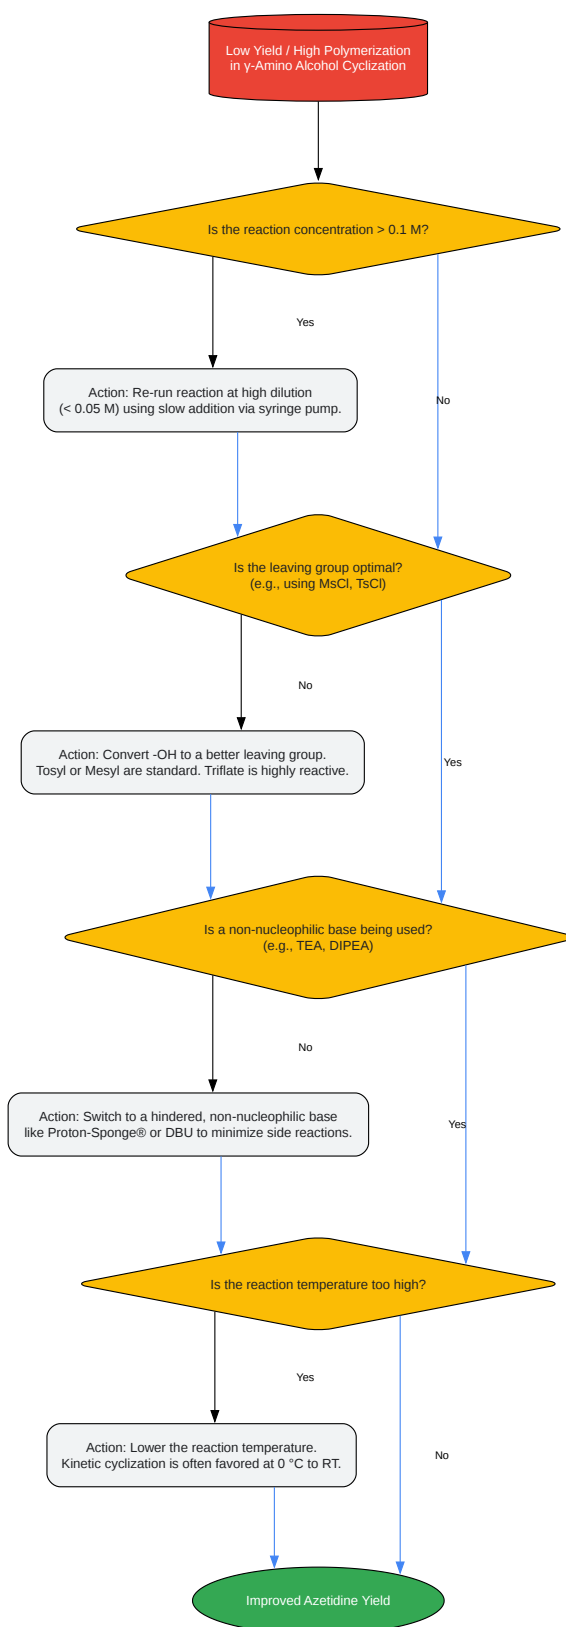 Low Yield / High Polymerization
in γ-Amino Alcohol Cyclization
Is the reaction concentration > 0.1 M?
Yes
Action: Re-run reaction at high dilution
(< 0.05 M) using slow addition via syringe pump.
No
Is the leaving group optimal?
(e.g., using MsCl, TsCl)
No
Action: Convert -OH to a better leaving group.
Tosyl or Mesyl are standard. Triflate is highly reactive.
Yes
Is a non-nucleophilic base being used?
(e.g., TEA, DIPEA)
No
Action: Switch to a hindered, non-nucleophilic base
like Proton-Sponge® or DBU to minimize side reactions.
Yes
Is the reaction temperature too high?
Yes
Action: Lower the reaction temperature.
Kinetic cyclization is often favored at 0 °C to RT.
No
Improved Azetidine Yield